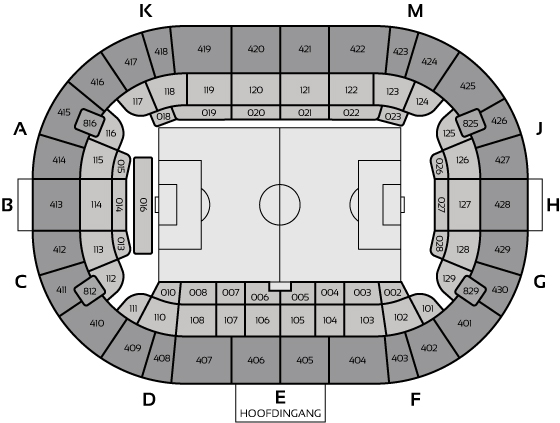 K M
418 419 420 421 422 423
417 424
416 425
118 119 120 121 122 123
117 124
415 018 019 020 021 022 023 426
816 825
A 116 125 J
414 115 015 026 126 427
B 413 114 014 016 027 127 428 H
412 113 013 028 128 429
C 112 129 G
411 812 829 430
010 008 007 006 005 004 003 002
111 110 108 107 106 105 104 103 102 101
410 401
409 408 407 406 405 404 403 402
D E F
HOOFDINGANG